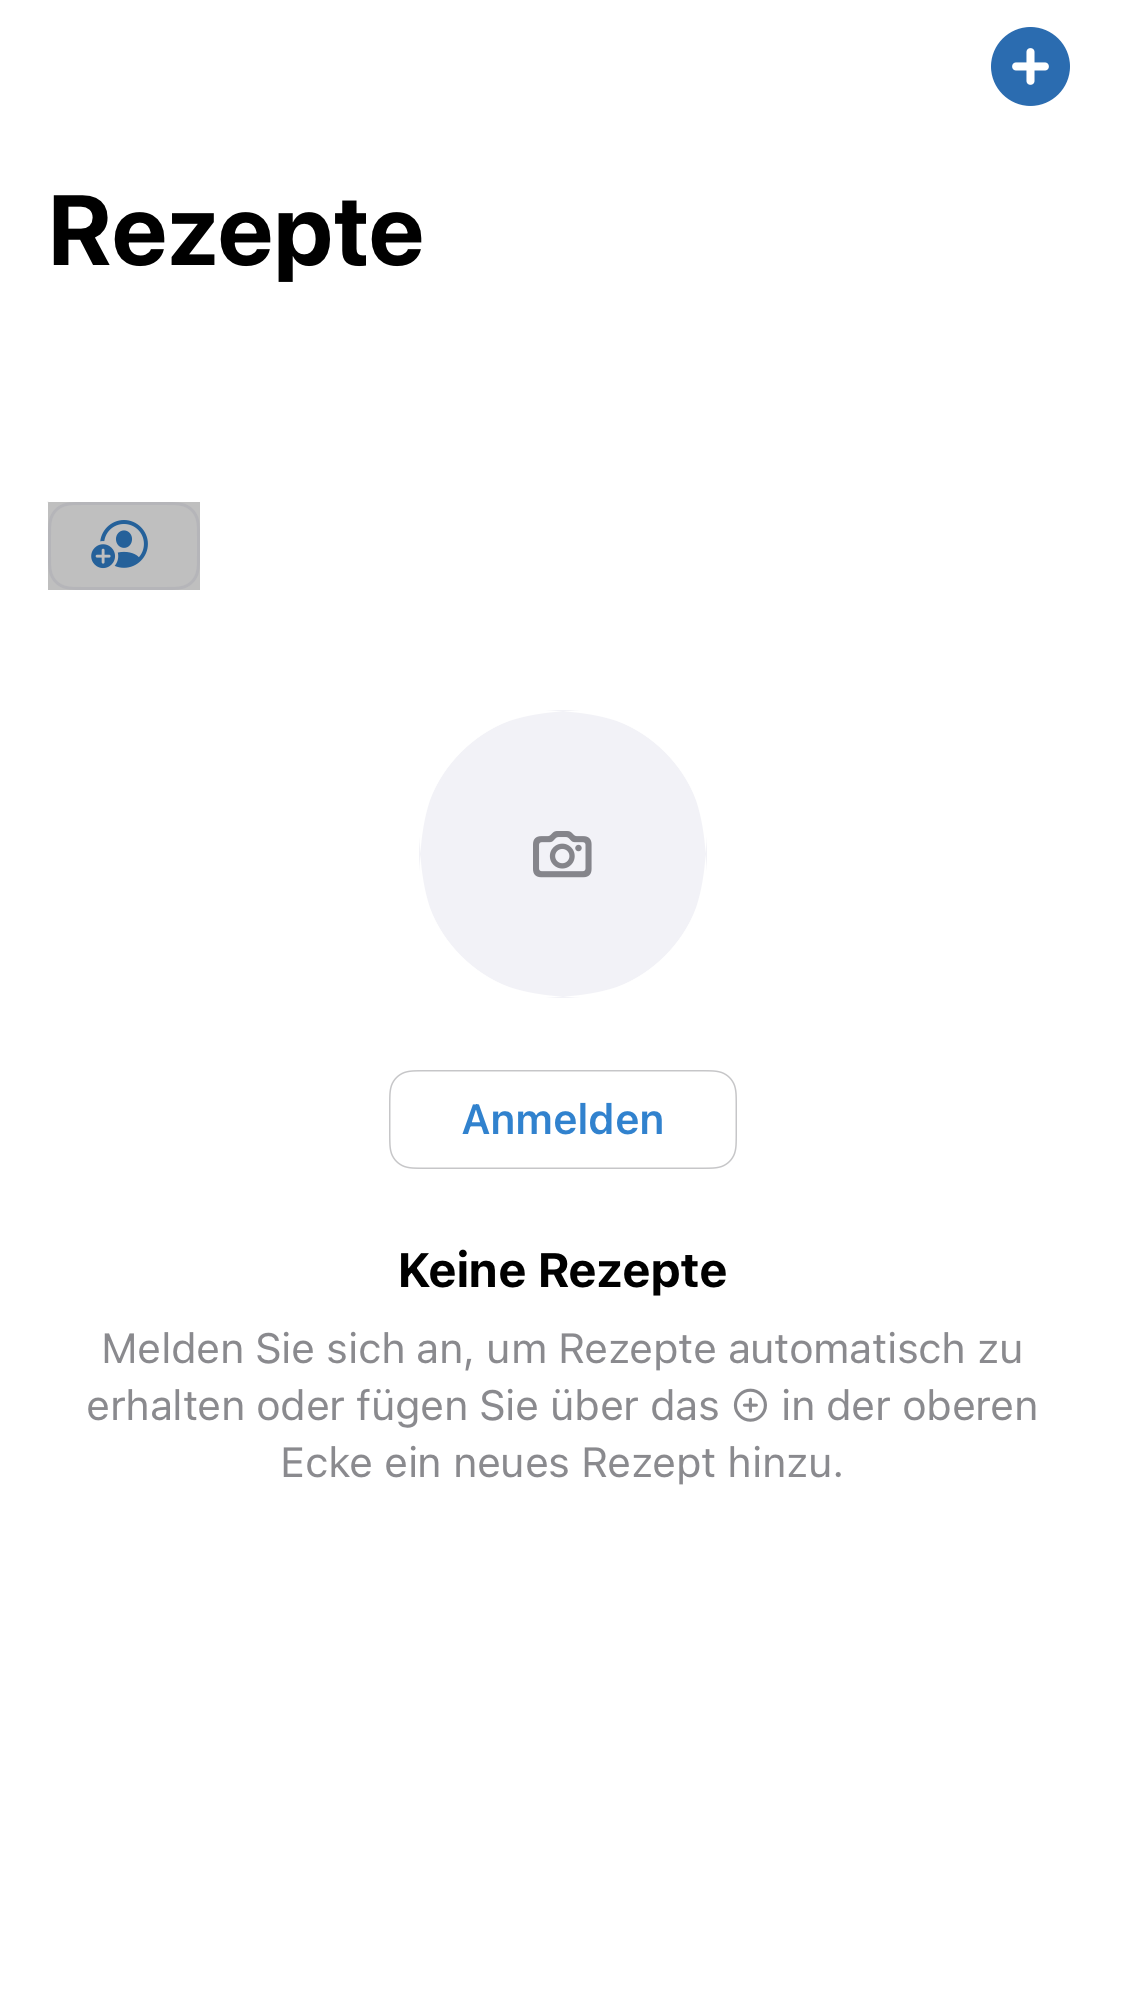 Rezepte
Anmelden
Keine Rezepte
Melden Sie sich an, um Rezepte automatisch zu
erhalten oder fügen Sie über das ⊕ in der oberen
Ecke ein neues Rezept hinzu.